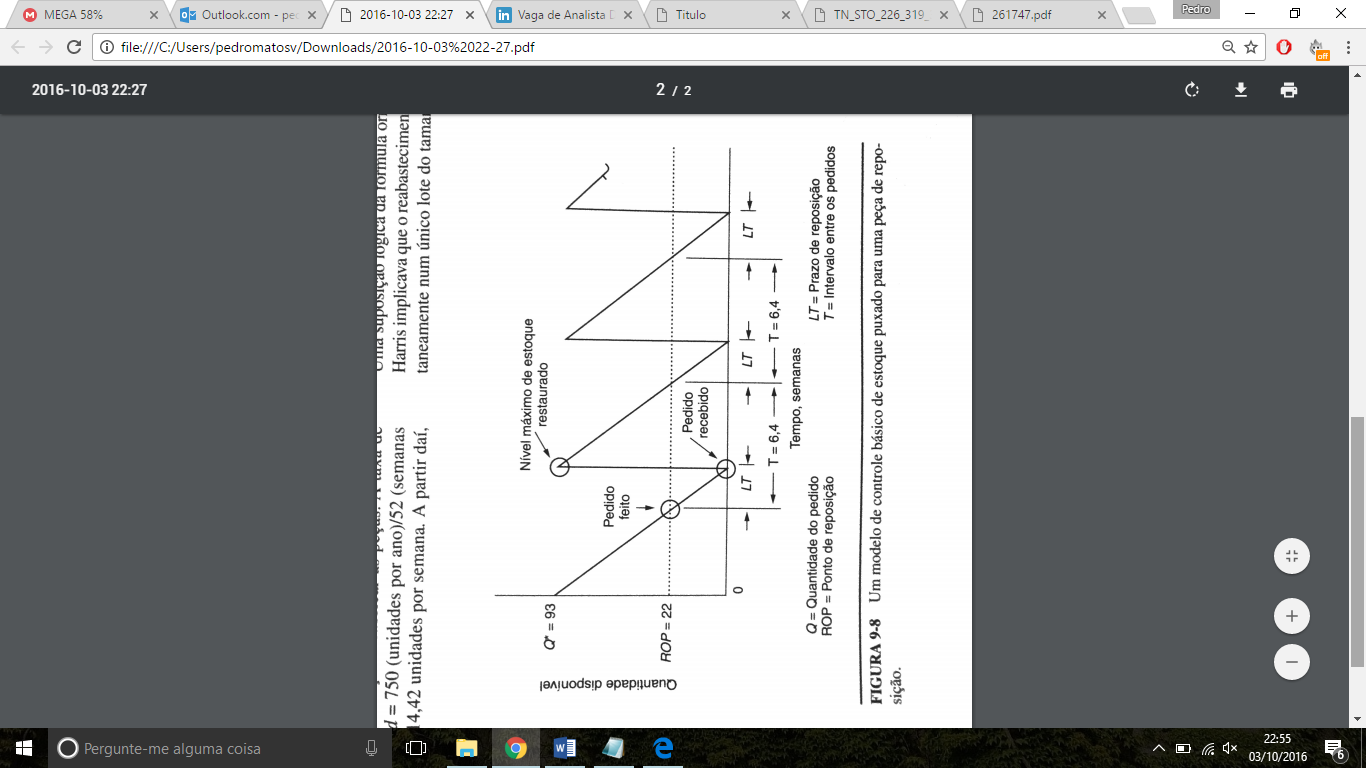 MEGA 58%
Outlook.com - pe
2016-10-03 22:27
Vaga de Analista D
Titulo
TN_STO_226_319_
261747.pdf
Pedro
file:///C:/Users/pedromatosv/Downloads/2016-10-03%2022-27.pdf
off
2016-10-03 22:27
2 / 2
Uma suposição lógica da fórmula ori
Harris implicava que o reabastecimen
taneamente num único lote do taman
d = 750 (unidades por ano)/52 (semanas
14,42 unidades por semana. A partir daí,
Quantidade disponível
Q* = 93
ROP = 22
0
Nível máximo de estoque
restaurado
Pedido
feito
Pedido
recebido
LT
LT
LT
T = 6,4
T = 6,4
Tempo, semanas
Q = Quantidade do pedido
ROP = Ponto de reposição
LT = Prazo de reposição
T = Intervalo entre os pedidos
FIGURA 9-8 Um modelo de controle básico de estoque puxado para uma peça de repo-
sição.
Pergunte-me alguma coisa
22:55
03/10/2016
6